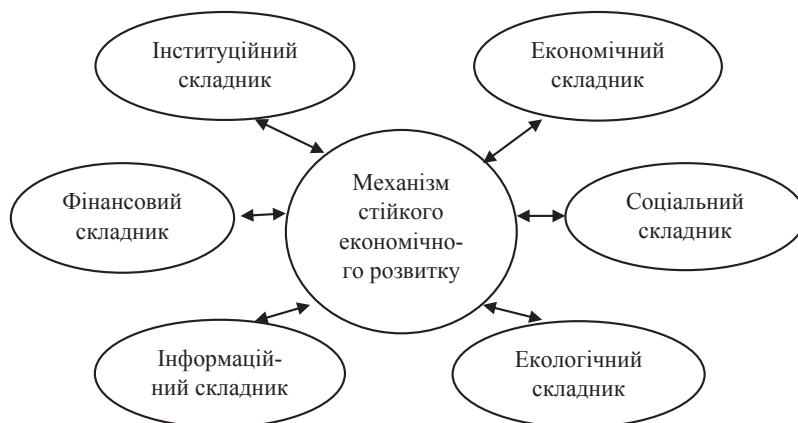 Інституційний
складник
Економічний
складник
Фінансовий
складник
Механізм
стійкого
економічно-
го розвитку
Соціальний
складник
Інформацій-
ний складник
Екологічний
складник